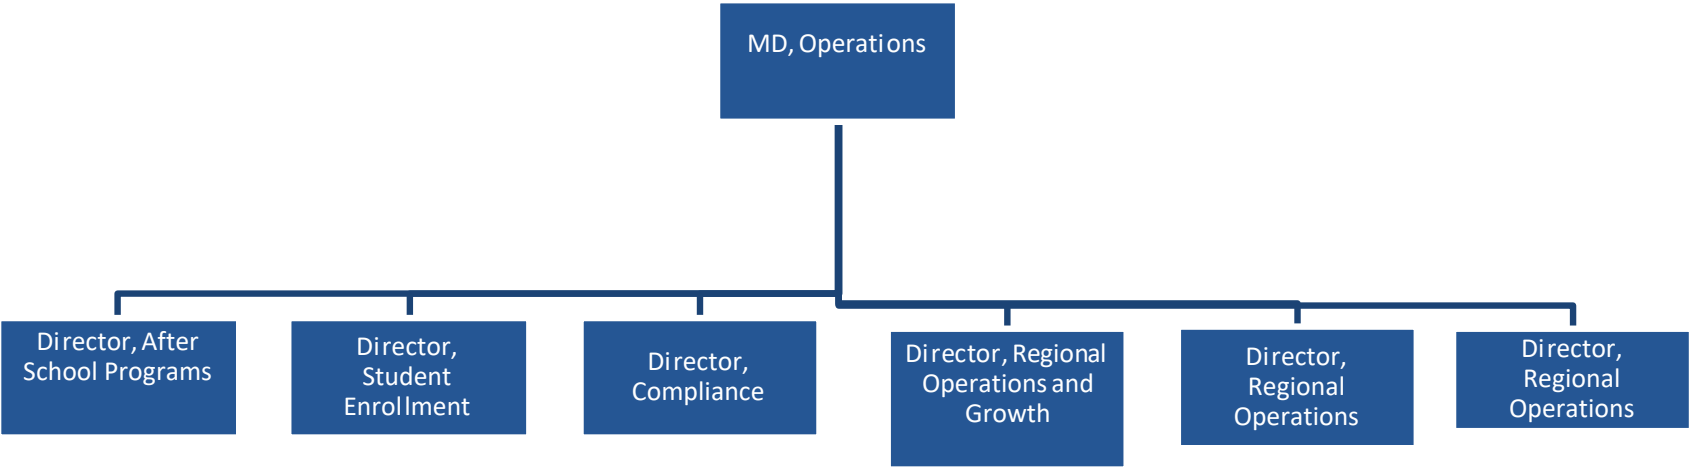 MD, Operations
Director, After
School Programs
Director,
Student
Enrollment
Director,
Compliance
Director, Regional
Operations and
Growth
Director,
Regional
Operations
Director,
Regional
Operations